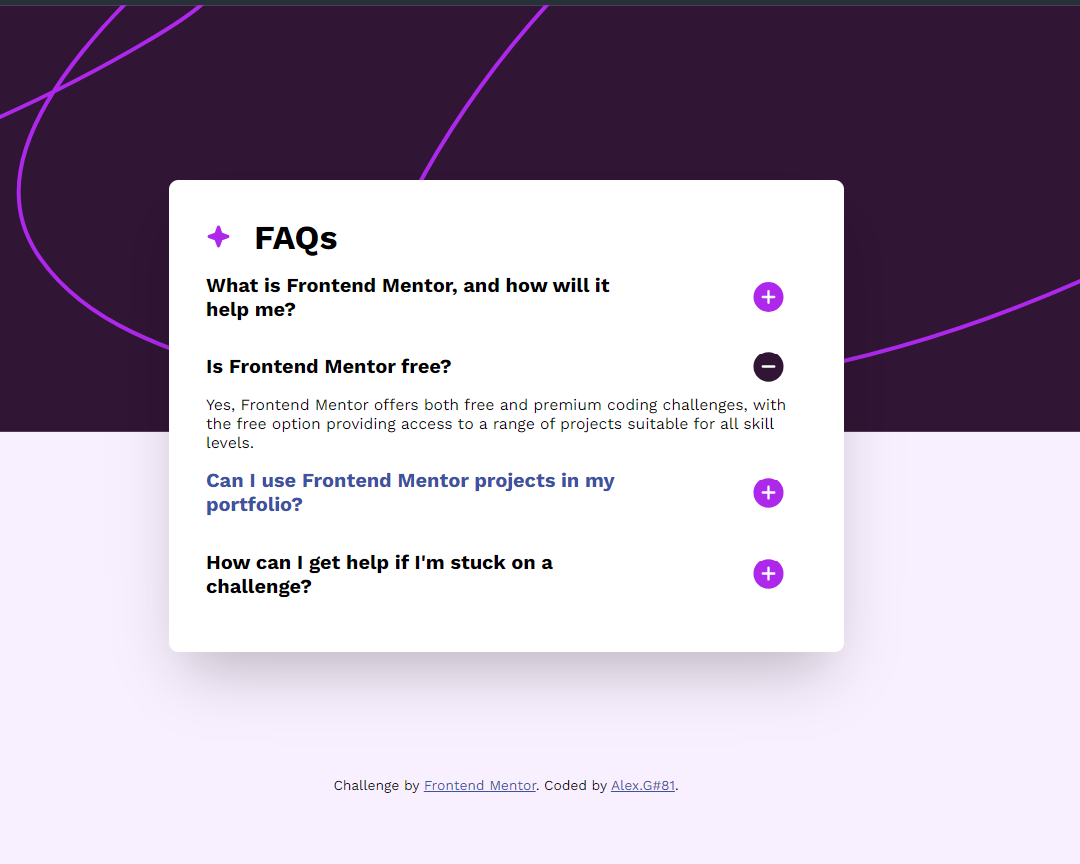 FAQs
What is Frontend Mentor, and how will it
help me?
Is Frontend Mentor free?
Yes, Frontend Mentor offers both free and premium coding challenges, with
the free option providing access to a range of projects suitable for all skill
levels.
Can I use Frontend Mentor projects in my
portfolio?
How can I get help if I'm stuck on a
challenge?
Challenge by Frontend Mentor. Coded by Alex.G#81.